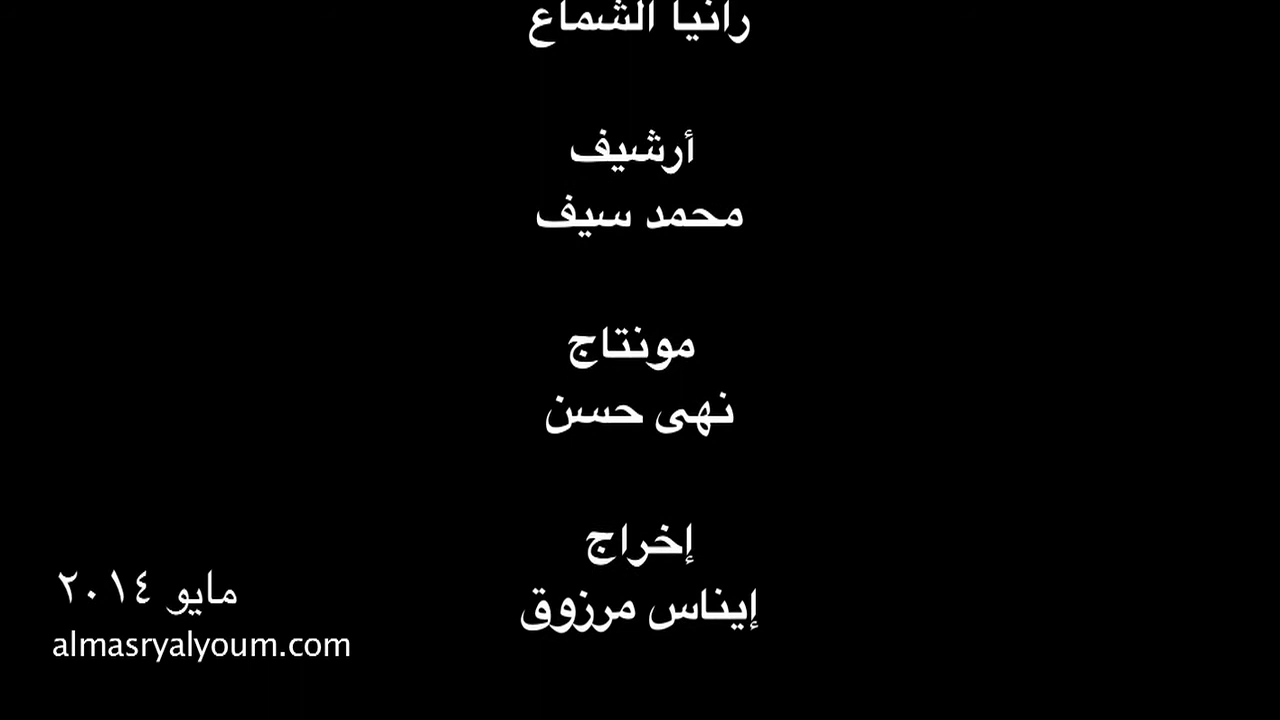 رانيا الشماع
أرشيف
محمد سيف
مونتاج
نهى حسن
إخراج
إيناس مرزوق
مايو ٢٠١٤
almasryalyoum.com